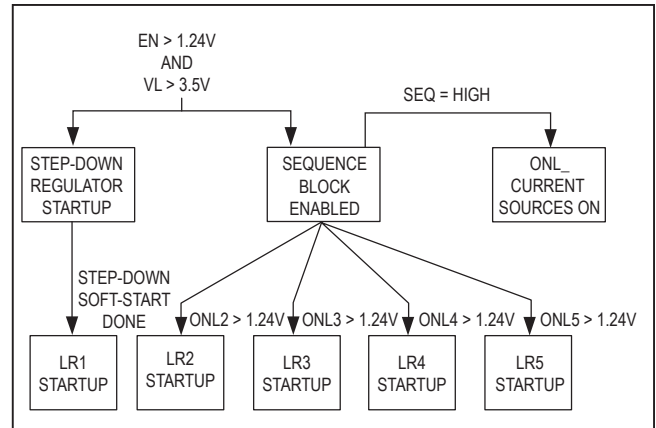 EN > 1.24V
AND
VL > 3.5V
SEQ = HIGH
STEP-DOWN
REGULATOR
STARTUP
SEQUENCE
BLOCK
ENABLED
ONL_
CURRENT
SOURCES ON
STEP-DOWN
SOFT-START
DONE
ONL2 > 1.24V
ONL3 > 1.24V
ONL4 > 1.24V
ONL5 > 1.24V
LR1
STARTUP
LR2
STARTUP
LR3
STARTUP
LR4
STARTUP
LR5
STARTUP